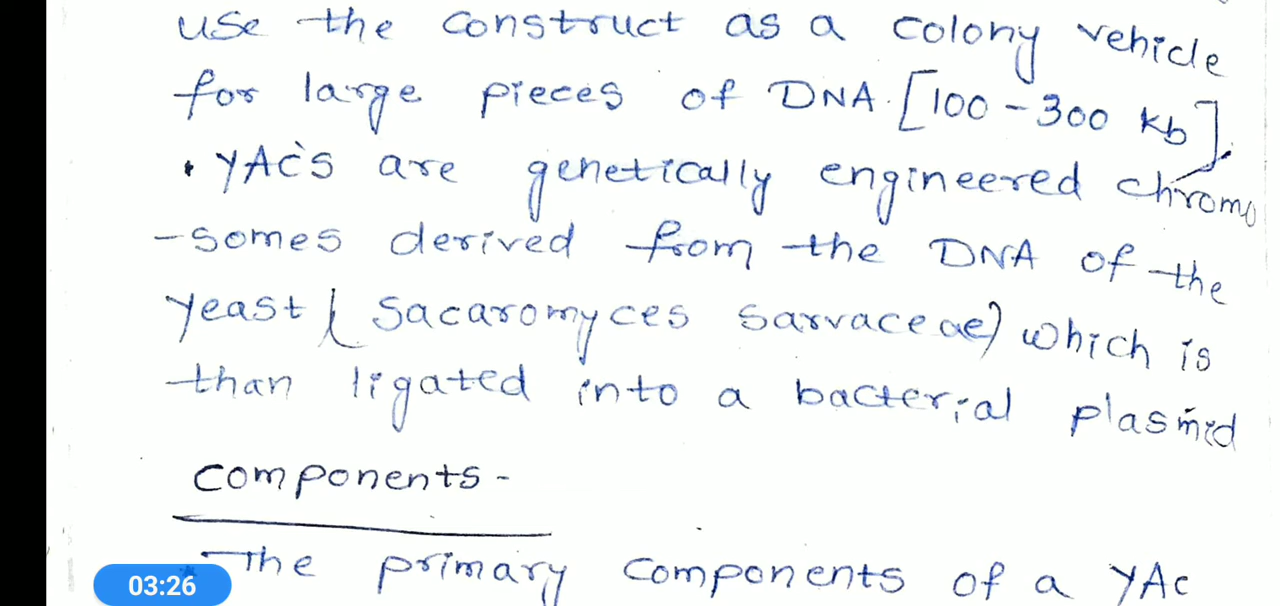 use the construct as a colony vehicle
for large pieces of DNA. [100-300 kb].
• YAC's are genetically engineered chromo
-somes derived from the DNA of the
yeast ( sacaromyces sarvaceae) which is
than ligated into a bacterial plasmid
components -
* The primary components of a YAC
03:26